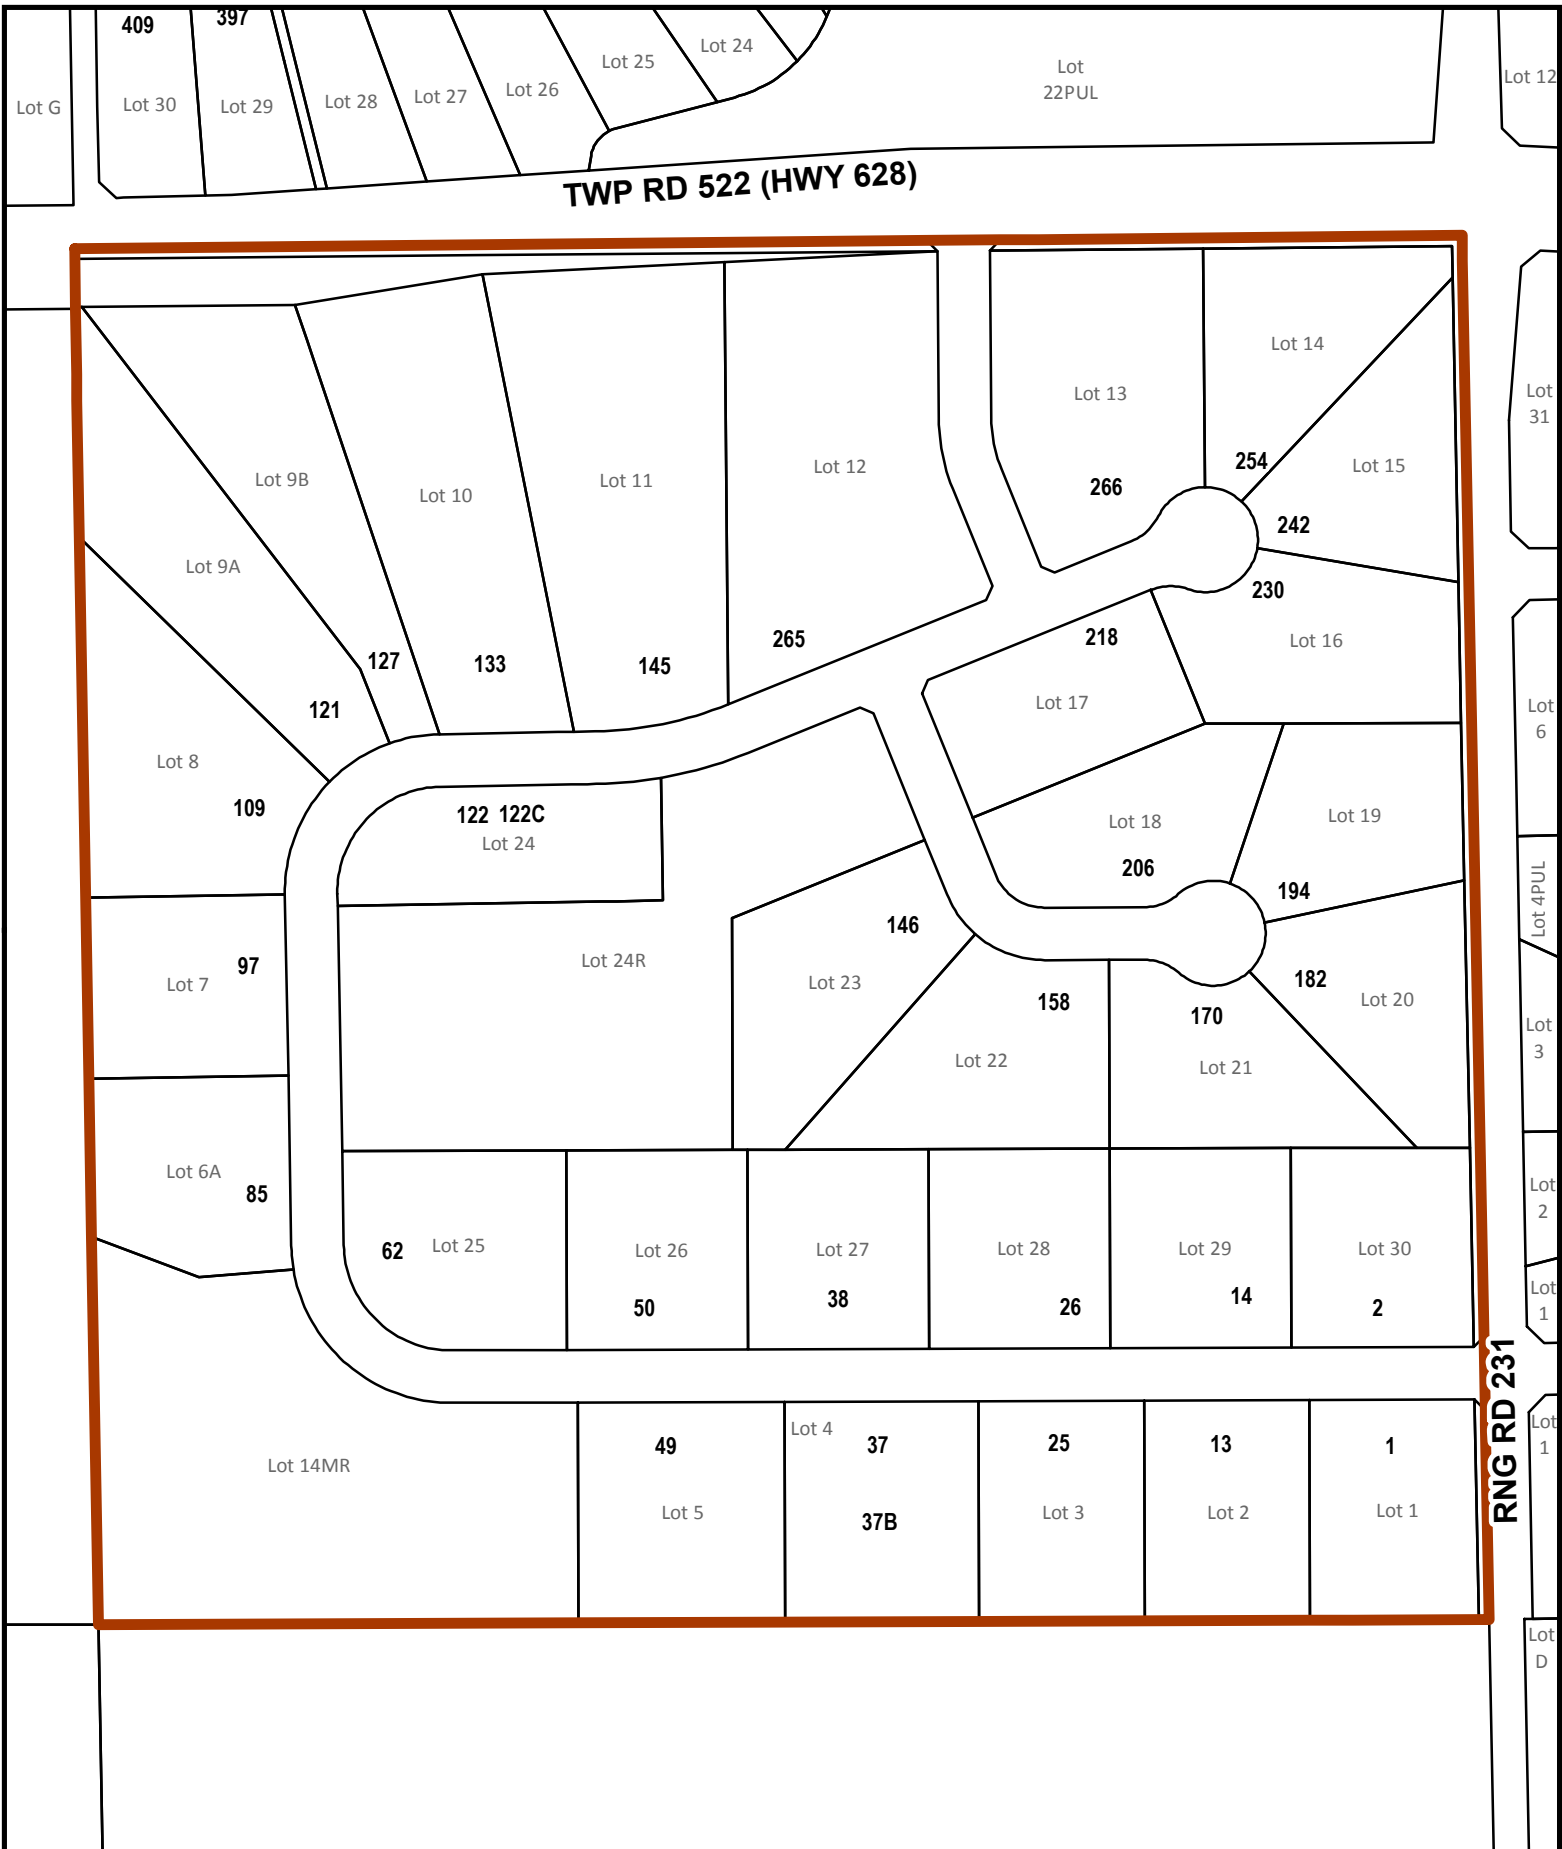 409
397
Lot G
Lot 30
Lot 29
Lot 28
Lot 27
Lot 26
Lot 25
Lot 24
Lot
22PUL
Lot 12
TWP RD 522 (HWY 628)
Lot 9B
Lot 10
Lot 11
Lot 12
Lot 13
Lot 14
Lot 15
Lot
31
254
266
242
Lot 9A
230
127
133
145
265
218
Lot 16
121
Lot 17
Lot
6
Lot 8
109
122 122C
Lot 24
Lot 18
Lot 19
206
194
Lot 4PUL
146
97
Lot 7
Lot 24R
Lot 23
182
Lot 20
158
170
Lot 22
Lot 21
Lot
3
Lot 6A
85
62
Lot 25
Lot 26
Lot 27
Lot 28
Lot 29
Lot 30
Lot
2
50
38
26
14
2
Lot
1
RNG RD 231
Lot 14MR
49
Lot 4
37
25
13
1
Lot
1
Lot 5
37B
Lot 3
Lot 2
Lot 1
Lot
D